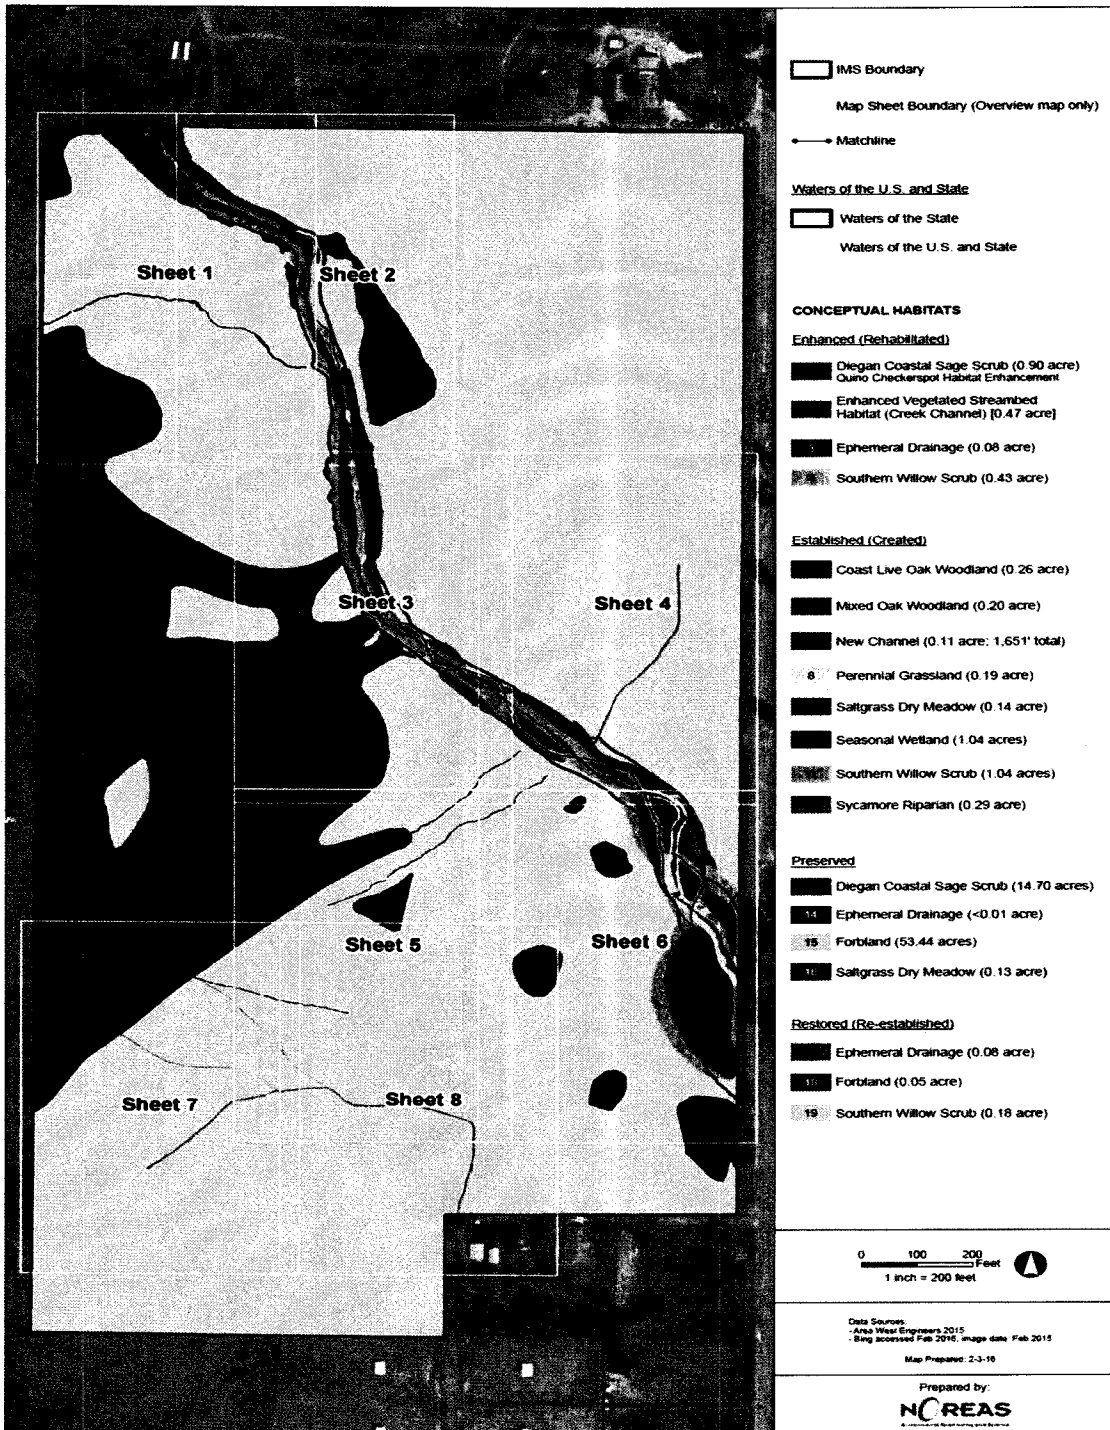 Sheet 1
Sheet 2
Sheet 3
Sheet 4
Sheet 5
Sheet 6
Sheet 7
Sheet 8
IMS Boundary
Map Sheet Boundary (Overview map only)
Matchline
Waters of the U.S. and State
Waters of the State
Waters of the U.S. and State
CONCEPTUAL HABITATS
Enhanced (Rehabilitated)
Diegan Coastal Sage Scrub (0.90 acre)
Quino Checkerspot Habitat Enhancement
Enhanced Vegetated Streambed
Habitat (Creek Channel) [0.47 acre]
Ephemeral Drainage (0.08 acre)
Southern Willow Scrub (0.43 acre)
Established (Created)
Coast Live Oak Woodland (0.26 acre)
Mixed Oak Woodland (0.20 acre)
New Channel (0.11 acre; 1,651' total)
8 Perennial Grassland (0.19 acre)
Saltgrass Dry Meadow (0.14 acre)
Seasonal Wetland (1.04 acres)
Southern Willow Scrub (1.04 acres)
Sycamore Riparian (0.29 acre)
Preserved
Diegan Coastal Sage Scrub (14.70 acres)
14 Ephemeral Drainage (<0.01 acre)
15 Forbland (53.44 acres)
16 Saltgrass Dry Meadow (0.13 acre)
Restored (Re-established)
Ephemeral Drainage (0.08 acre)
18 Forbland (0.05 acre)
19 Southern Willow Scrub (0.18 acre)
0 100 200
Feet
1 inch = 200 feet
Data Sources:
- Area West Engineers 2015
- Bing accessed Feb 2016, image date: Feb 2015
Map Prepared: 2-3-16
Prepared by:
NOREAS